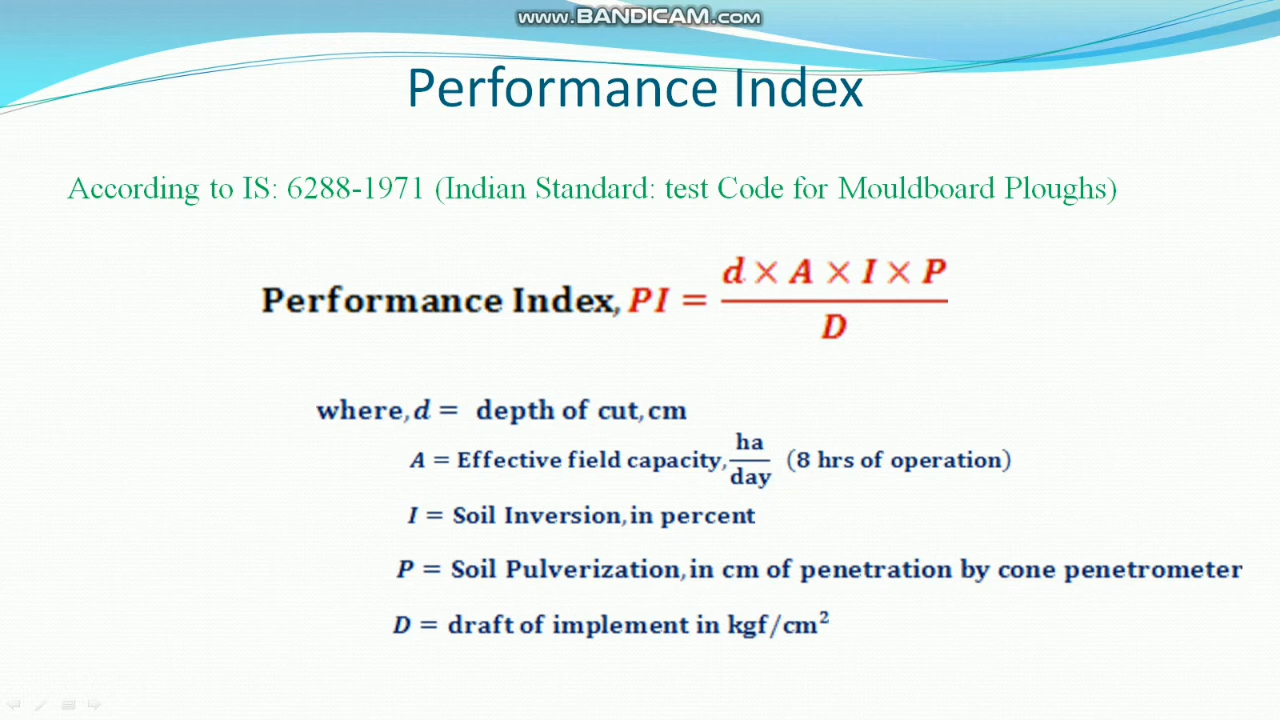 www.BANDICAM.com
Performance Index
According to IS: 6288-1971 (Indian Standard: test Code for Mouldboard Ploughs)
Performance Index, PI = \frac{d × A × I × P}{D}
where, d = depth of cut, cm
A = Effective field capacity, \frac{ha}{day} (8 hrs of operation)
I = Soil Inversion, in percent
P = Soil Pulverization, in cm of penetration by cone penetrometer
D = draft of implement in kgf/cm²